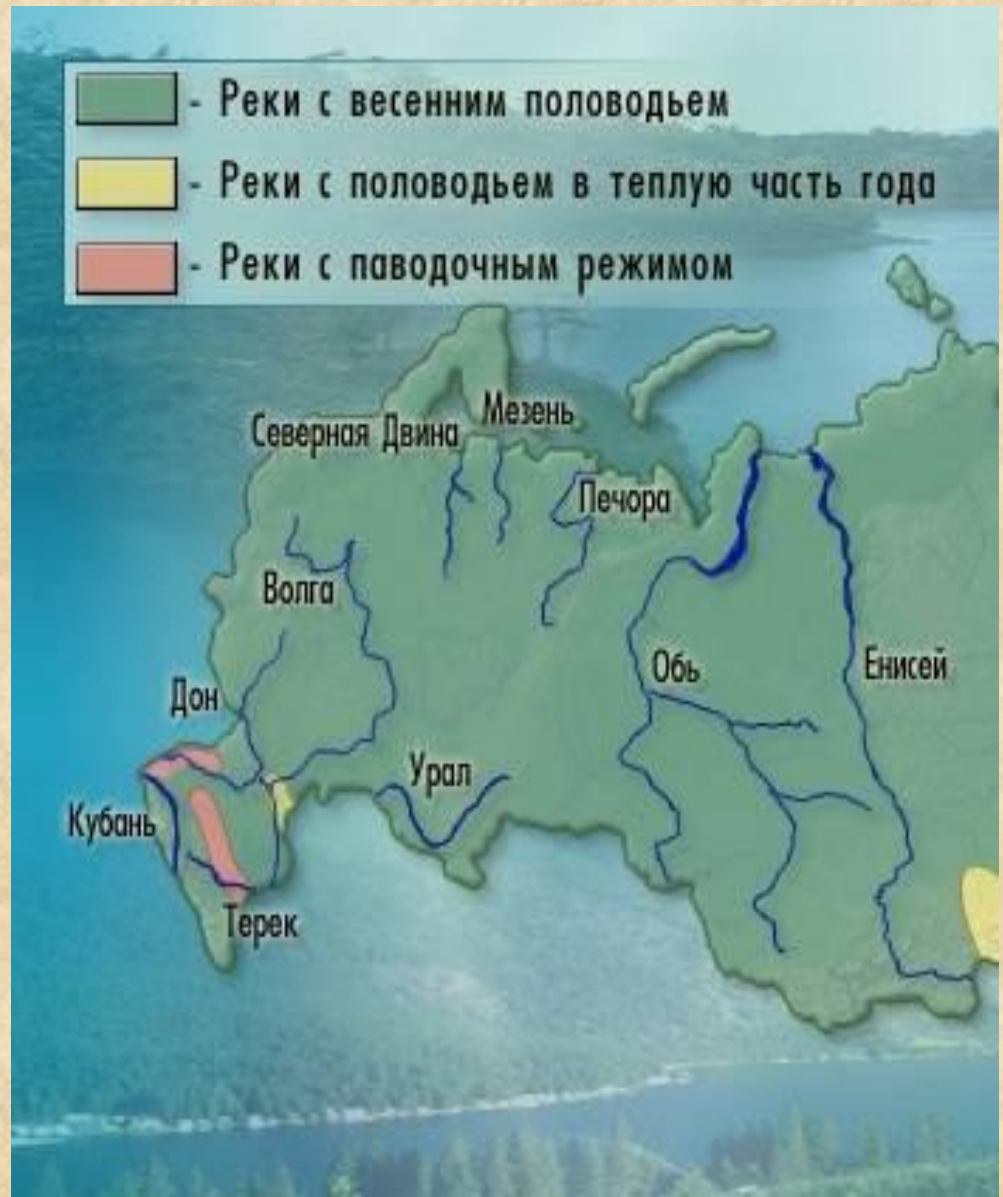 - Реки с весенним половодьем
- Реки с половодьем в теплую часть года
- Реки с паводочным режимом
Мезень
Северная Двина
Печора
Волга
Обь
Енисей
Дон
Урал
Кубань
Терек